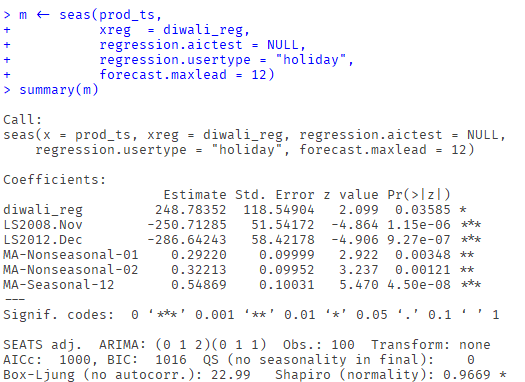 > m <- seas(prod_ts,
+           xreg  = diwali_reg,
+           regression.aictest = NULL,
+           regression.usertype = "holiday",
+           forecast.maxlead = 12)
> summary(m)

Call:
seas(x = prod_ts, xreg = diwali_reg, regression.aictest = NULL,
    regression.usertype = "holiday", forecast.maxlead = 12)

Coefficients:
                    Estimate Std. Error z value Pr(>|z|)
diwali_reg         248.78352  118.54904   2.099  0.03585 *
LS2008.Nov        -250.71285   51.54172  -4.864 1.15e-06 ***
LS2012.Dec        -286.64243   58.42178  -4.906 9.27e-07 ***
MA-Nonseasonal-01    0.29220    0.09999   2.922  0.00348 **
MA-Nonseasonal-02    0.32213    0.09952   3.237  0.00121 **
MA-Seasonal-12       0.54869    0.10031   5.470 4.50e-08 ***
---
Signif. codes:  0 ‘***’ 0.001 ‘**’ 0.01 ‘*’ 0.05 ‘.’ 0.1 ‘ ’ 1

SEATS adj.  ARIMA: (0 1 2)(0 1 1)  Obs.: 100  Transform: none
AICc:  1000, BIC:  1016  QS (no seasonality in final):    0
Box-Ljung (no autocorr.): 22.99   Shapiro (normality): 0.9669 *